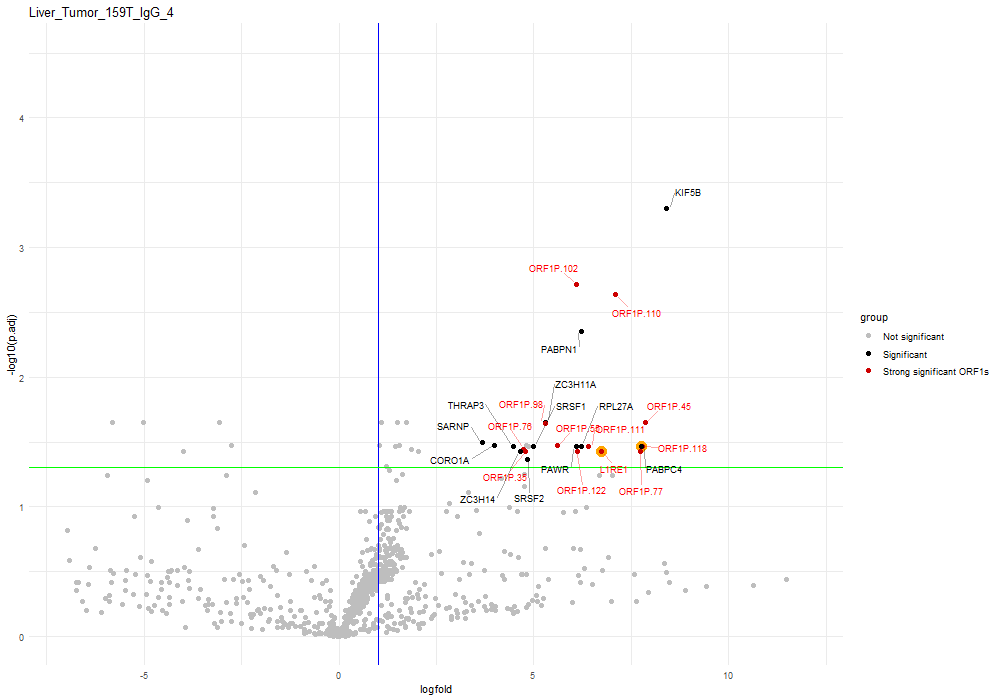 Liver_Tumor_159T_IgG_4
4
3
2
1
0
-log10(p.adj)
KIF5B
ORF1P.102
ORF1P.110
PABPN1
ZC3H11A
THRAP3
ORF1P.98
SRSF1
RPL27A
ORF1P.45
SARNP
ORF1P.76
ORF1P.111
ORF1P.118
CORO1A
PAWR
L1RE1
PABPC4
ORF1P.35
ZC3H14
SRSF2
ORF1P.122
ORF1P.77
-5
0
5
10
logfold
group
Not significant
Significant
Strong significant ORF1s